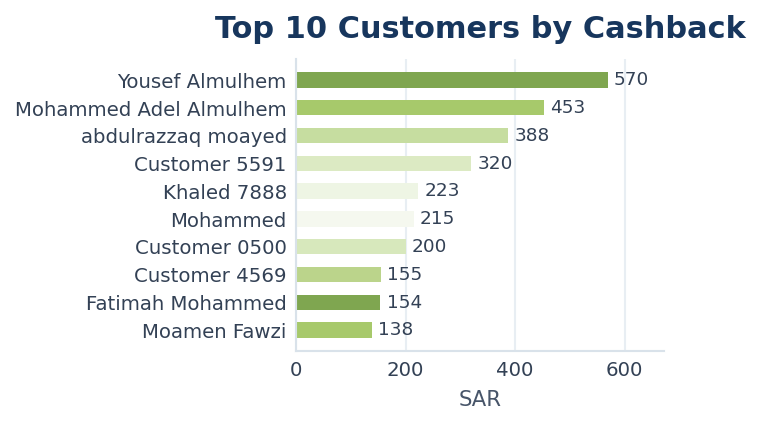 Top 10 Customers by Cashback
Yousef Almulhem 570
Mohammed Adel Almulhem 453
abdulrazzaq moayed 388
Customer 5591 320
Khaled 7888 223
Mohammed 215
Customer 0500 200
Customer 4569 155
Fatimah Mohammed 154
Moamen Fawzi 138
0 200 400 600
SAR